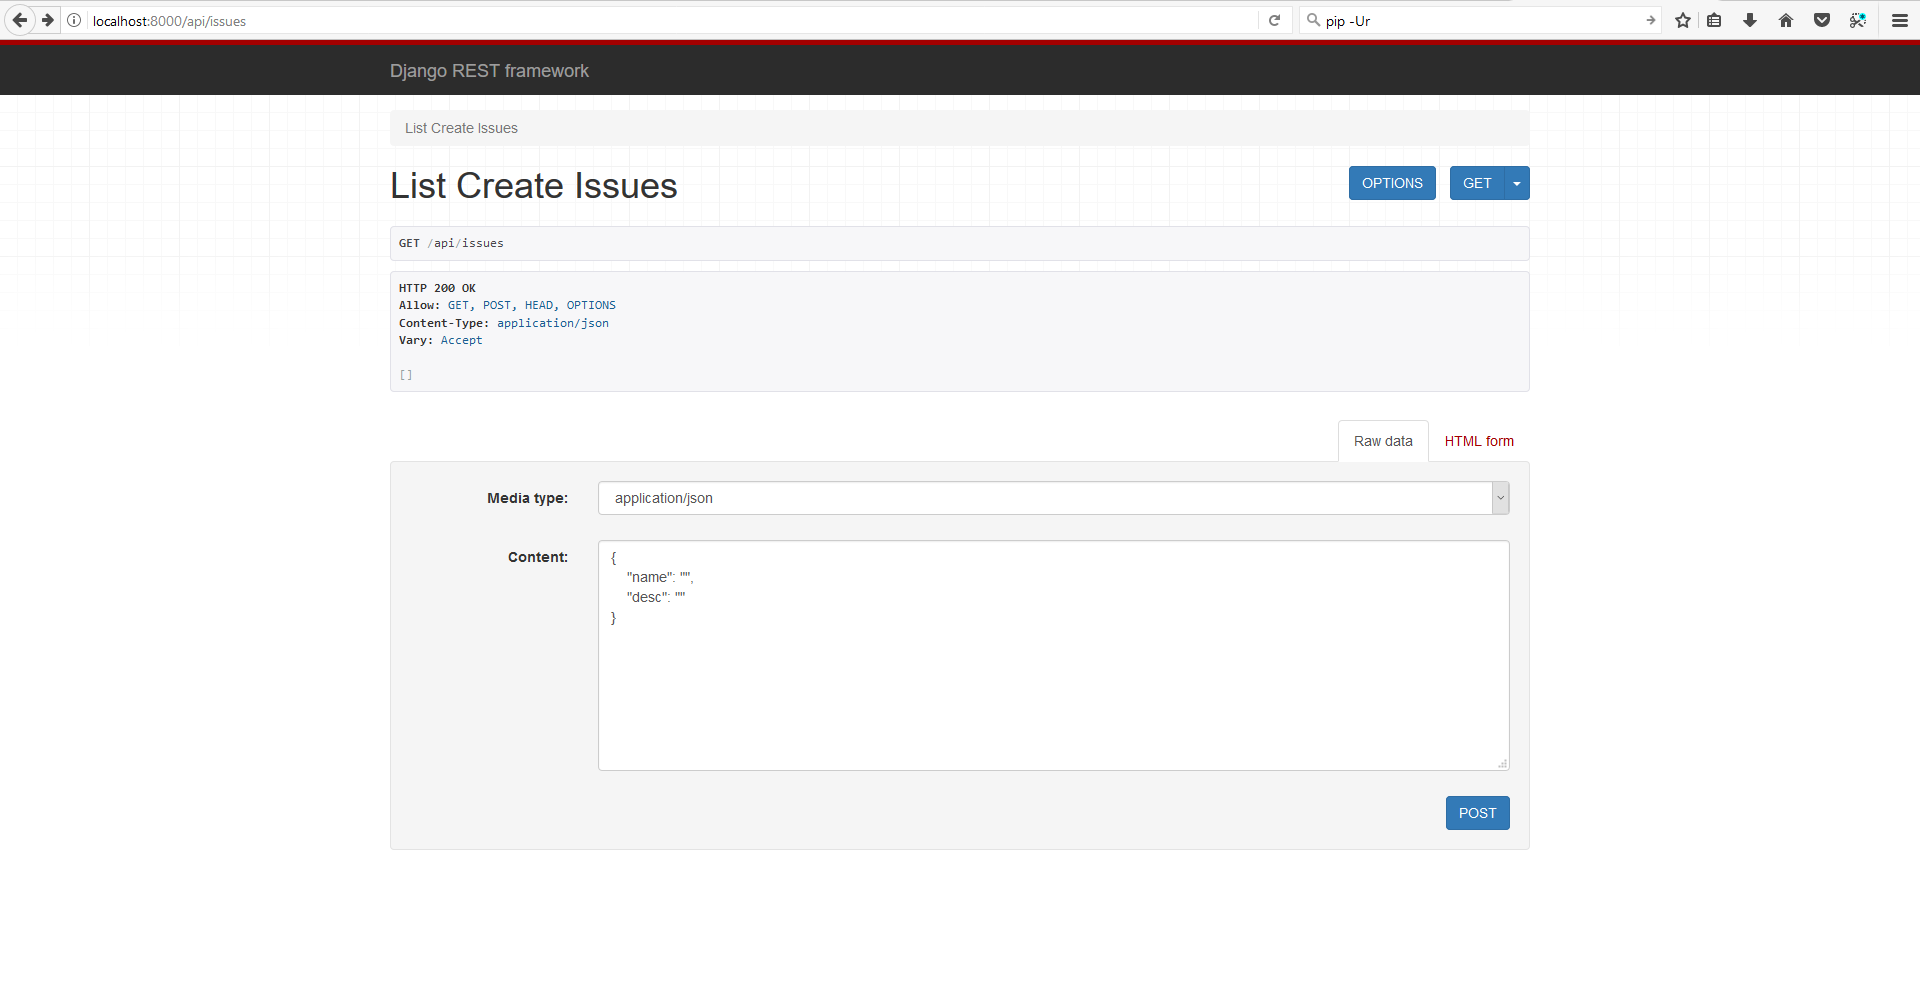 localhost:8000/api/issues
pip -Ur
Django REST framework
List Create Issues
List Create Issues
OPTIONS
GET
GET /api/issues
HTTP 200 OK
Allow: GET, POST, HEAD, OPTIONS
Content-Type: application/json
Vary: Accept
[]
Raw data
HTML form
Media type:
application/json
Content:
{
"name": "",
"desc": ""
}
POST